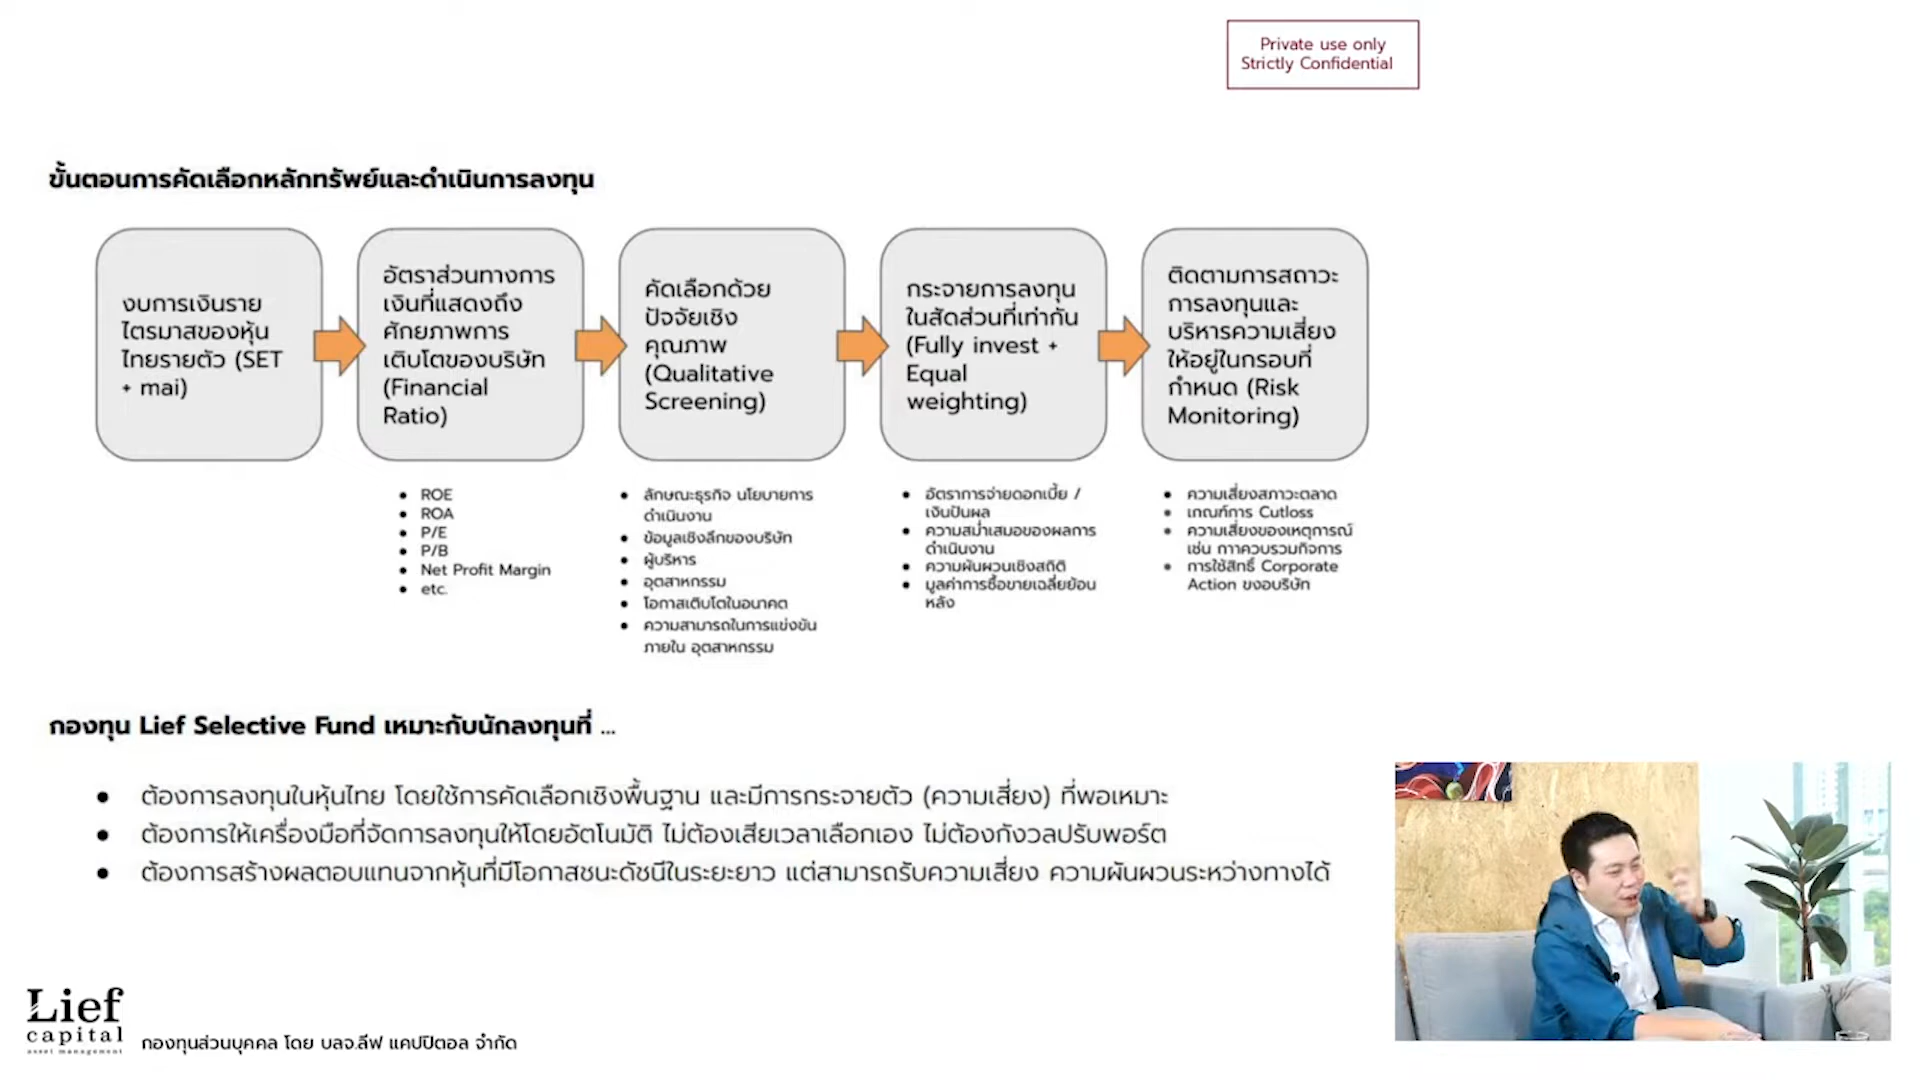 Private use only
Strictly Confidential
ขั้นตอนการคัดเลือกหลักทรัพย์และดำเนินการลงทุน
งบการเงินราย
ไตรมาสของหุ้น
ไทยรายตัว (SET
+ mai)
อัตราส่วนทางการ
เงินที่แสดงถึง
ศักยภาพการ
เติบโตของบริษัท
(Financial
Ratio)
คัดเลือกด้วย
ปัจจัยเชิง
คุณภาพ
(Qualitative
Screening)
กระจายการลงทุน
ในสัดส่วนที่เท่ากัน
(Fully invest +
Equal
weighting)
ติดตามการสถาวะ
การลงทุนและ
บริหารความเสี่ยง
ให้อยู่ในกรอบที่
กำหนด (Risk
Monitoring)
• ROE
• ROA
• P/E
• P/B
• Net Profit Margin
• etc.
• ลักษณะธุรกิจ นโยบายการ
ดำเนินงาน
• ข้อมูลเชิงลึกของบริษัท
• ผู้บริหาร
• อุตสาหกรรม
• โอกาสเติบโตในอนาคต
• ความสามารถในการแข่งขัน
ภายใน อุตสาหกรรม
• อัตราการจ่ายดอกเบี้ย /
เงินปันผล
• ความสม่ำเสมอของผลการ
ดำเนินงาน
• ความผันผวนเชิงสถิติ
• มูลค่าการซื้อขายเฉลี่ยย้อน
หลัง
• ความเสี่ยงสภาวะตลาด
• เกณฑ์การ Cutloss
• ความเสี่ยงของเหตุการณ์
เช่น กาาควบรวมกิจการ
• การใช้สิทธิ์ Corporate
Action ขงอบริษัท
กองทุน Lief Selective Fund เหมาะกับนักลงทุนที่ ...
• ต้องการลงทุนในหุ้นไทย โดยใช้การคัดเลือกเชิงพื้นฐาน และมีการกระจายตัว (ความเสี่ยง) ที่พอเหมาะ
• ต้องการให้เครื่องมือที่จัดการลงทุนให้โดยอัตโนมัติ ไม่ต้องเสียเวลาเลือกเอง ไม่ต้องกังวลปรับพอร์ต
• ต้องการสร้างผลตอบแทนจากหุ้นที่มีโอกาสชนะดัชนีในระยะยาว แต่สามารถรับความเสี่ยง ความผันผวนระหว่างทางได้
Lief
capital
asset management
กองทุนส่วนบุคคล โดย บลจ.ลีฟ แคปปิตอล จำกัด